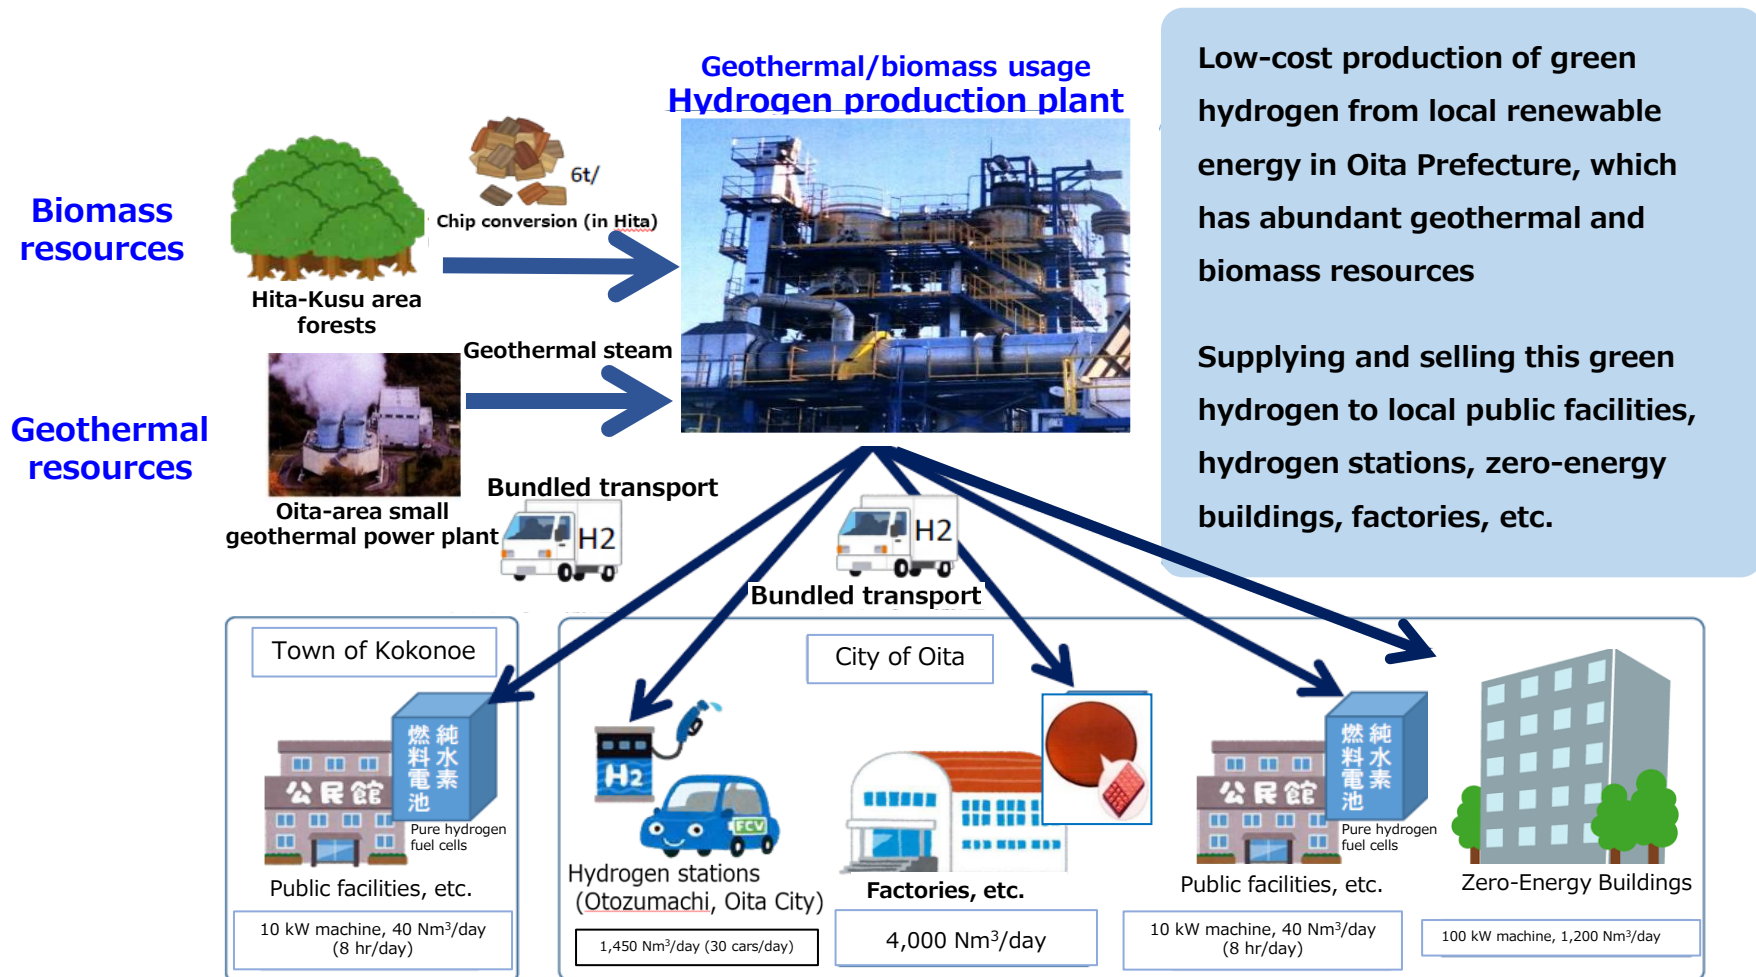 Geothermal/biomass usage
Hydrogen production plant
Low-cost production of green
hydrogen from local renewable
energy in Oita Prefecture, which
has abundant geothermal and
biomass resources
Supplying and selling this green
hydrogen to local public facilities,
hydrogen stations, zero-energy
buildings, factories, etc.
Biomass
resources
6t/
Chip conversion (in Hita)
Hita-Kusu area
forests
Geothermal steam
Geothermal
resources
Oita-area small
geothermal power plant
Bundled transport
H2
H2
Bundled transport
Town of Kokonoe
純水素
燃料電池
公民館
Pure hydrogen
fuel cells
Public facilities, etc.
10 kW machine, 40 Nm³/day
(8 hr/day)
City of Oita
H2
FCV
Hydrogen stations
(Otozumachi, Oita City)
1,450 Nm³/day (30 cars/day)
Factories, etc.
4,000 Nm³/day
純水素
燃料電池
公民館
Pure hydrogen
fuel cells
Public facilities, etc.
10 kW machine, 40 Nm³/day
(8 hr/day)
Zero-Energy Buildings
100 kW machine, 1,200 Nm³/day